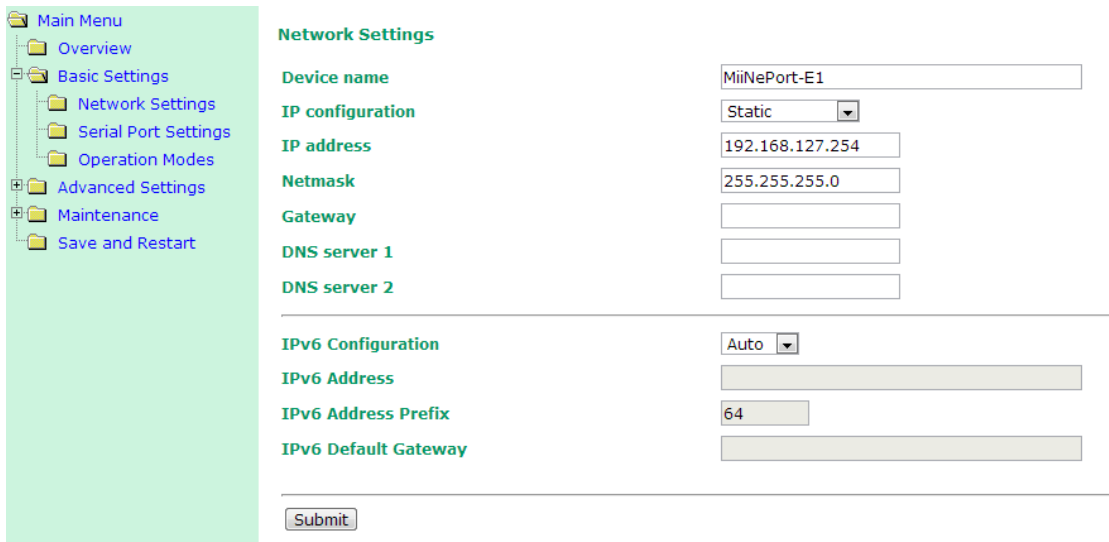 Main Menu
Overview
Basic Settings
Network Settings
Serial Port Settings
Operation Modes
Advanced Settings
Maintenance
Save and Restart
Network Settings
Device name MiiNePort-E1
IP configuration Static
IP address 192.168.127.254
Netmask 255.255.255.0
Gateway
DNS server 1
DNS server 2
IPv6 Configuration Auto
IPv6 Address
IPv6 Address Prefix 64
IPv6 Default Gateway
Submit